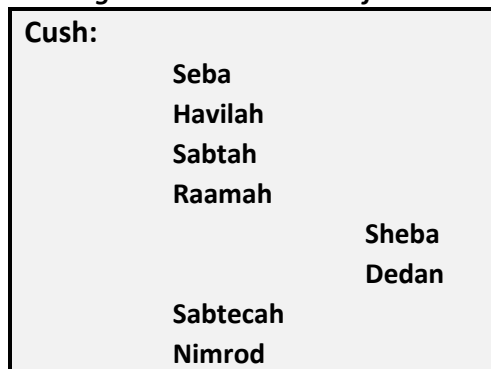 Cush:
Seba
Havilah
Sabtah
Raamah
Sheba
Dedan
Sabtecah
Nimrod